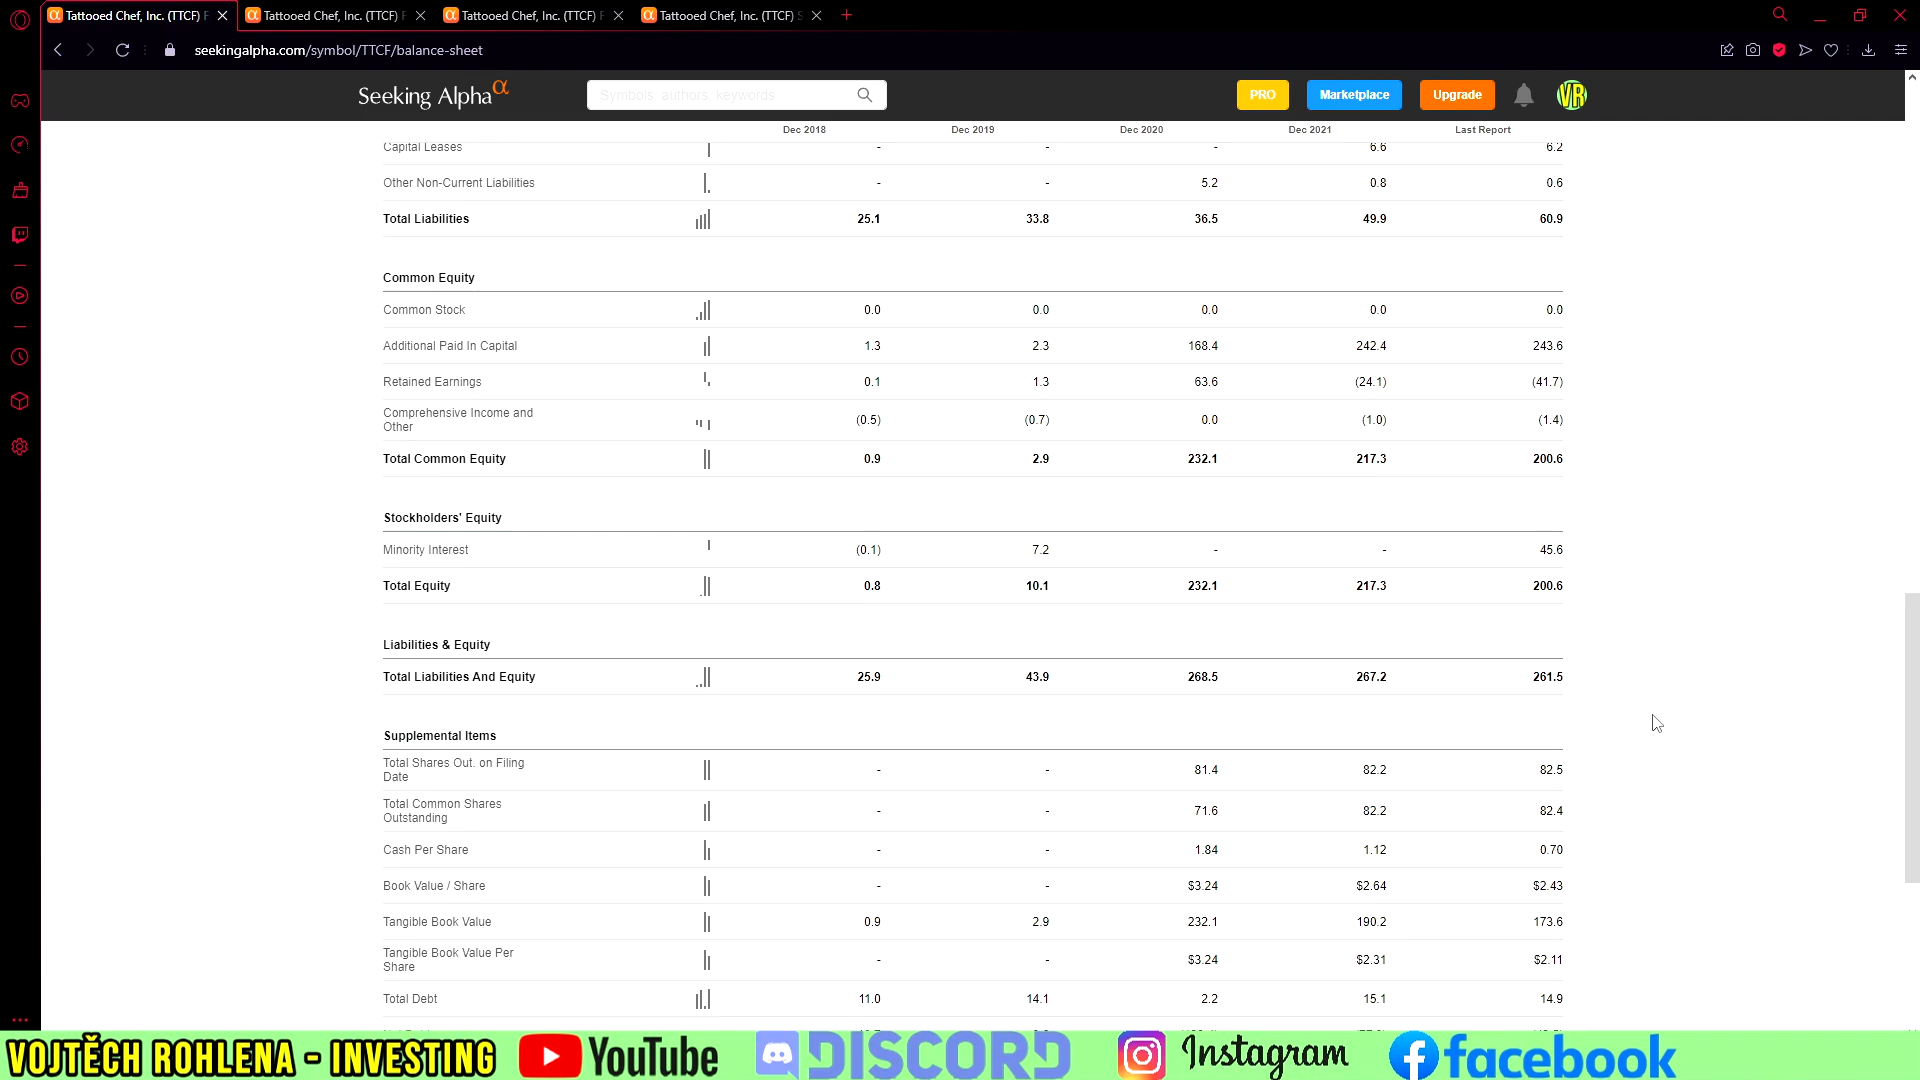 Tattooed Chef, Inc. (TTCF) F
Tattooed Chef, Inc. (TTCF) F
Tattooed Chef, Inc. (TTCF) F
Tattooed Chef, Inc. (TTCF) S
seekingalpha.com/symbol/TTCF/balance-sheet
Seeking Alpha α
Symbols, authors, keywords
PRO
Marketplace
Upgrade
VR
Dec 2018 Dec 2019 Dec 2020 Dec 2021 Last Report
Capital Leases - - - 6.6 6.2
Other Non-Current Liabilities - - 5.2 0.8 0.6
Total Liabilities 25.1 33.8 36.5 49.9 60.9
Common Equity
Common Stock 0.0 0.0 0.0 0.0 0.0
Additional Paid In Capital 1.3 2.3 168.4 242.4 243.6
Retained Earnings 0.1 1.3 63.6 (24.1) (41.7)
Comprehensive Income and
Other (0.5) (0.7) 0.0 (1.0) (1.4)
Total Common Equity 0.9 2.9 232.1 217.3 200.6
Stockholders' Equity
Minority Interest (0.1) 7.2 - - 45.6
Total Equity 0.8 10.1 232.1 217.3 200.6
Liabilities & Equity
Total Liabilities And Equity 25.9 43.9 268.5 267.2 261.5
Supplemental Items
Total Shares Out. on Filing
Date - - 81.4 82.2 82.5
Total Common Shares
Outstanding - - 71.6 82.2 82.4
Cash Per Share - - 1.84 1.12 0.70
Book Value / Share - - $3.24 $2.64 $2.43
Tangible Book Value 0.9 2.9 232.1 190.2 173.6
Tangible Book Value Per
Share - - $3.24 $2.31 $2.11
Total Debt 11.0 14.1 2.2 15.1 14.9
VOJTĚCH ROHLENA - INVESTING YouTube DISCORD Instagram facebook